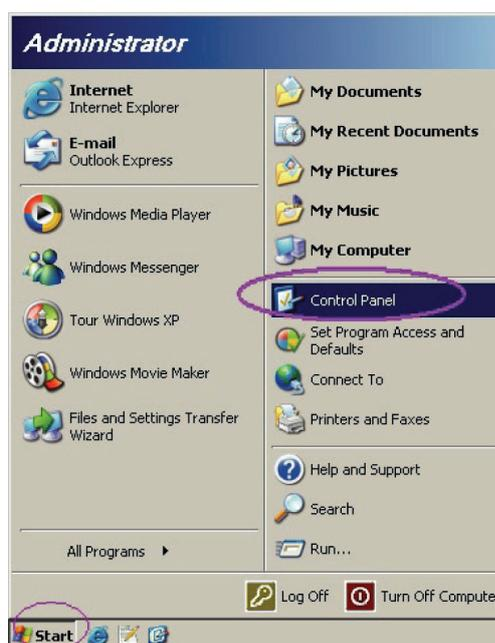 Administrator
Internet
Internet Explorer
E-mail
Outlook Express
Windows Media Player
Windows Messenger
Tour Windows XP
Windows Movie Maker
Files and Settings Transfer
Wizard
All Programs
My Documents
My Recent Documents
My Pictures
My Music
My Computer
Control Panel
Set Program Access and
Defaults
Connect To
Printers and Faxes
Help and Support
Search
Run...
Log Off
Turn Off Compute
Start